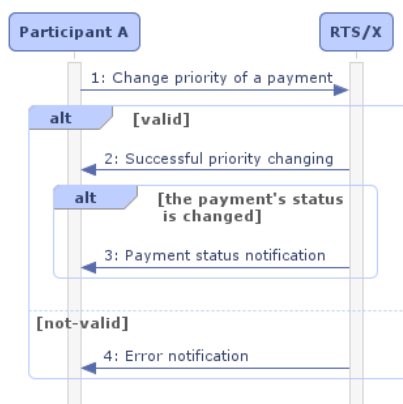 Participant A
RTS/X
1: Change priority of a payment
alt
[valid]
2: Successful priority changing
alt
[the payment's status
is changed]
3: Payment status notification
[not-valid]
4: Error notification